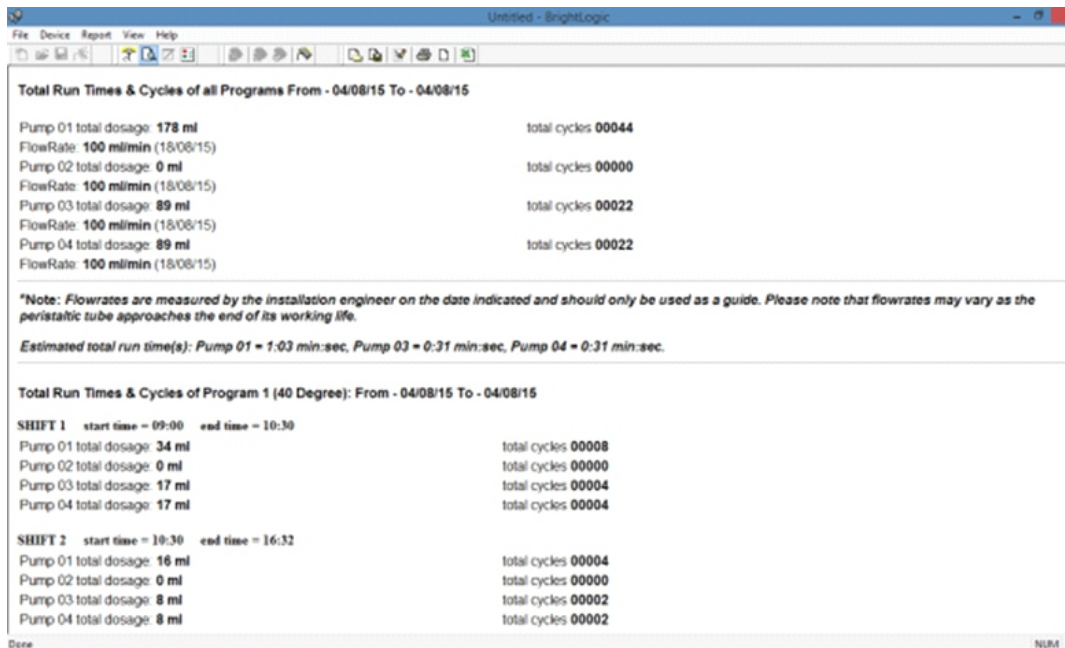 Untitled - BrightLogic
File Device Report View Help
Total Run Times & Cycles of all Programs From - 04/08/15 To - 04/08/15
Pump 01 total dosage: 178 ml total cycles 00044
FlowRate: 100 ml/min (18/08/15)
Pump 02 total dosage: 0 ml total cycles 00000
FlowRate: 100 ml/min (18/08/15)
Pump 03 total dosage: 89 ml total cycles 00022
FlowRate: 100 ml/min (18/08/15)
Pump 04 total dosage: 89 ml total cycles 00022
FlowRate: 100 ml/min (18/08/15)
*Note: Flowrates are measured by the installation engineer on the date indicated and should only be used as a guide. Please note that flowrates may vary as the
peristaltic tube approaches the end of its working life.
Estimated total run time(s): Pump 01 = 1:03 min:sec, Pump 03 = 0:31 min:sec, Pump 04 = 0:31 min:sec.
Total Run Times & Cycles of Program 1 (40 Degree): From - 04/08/15 To - 04/08/15
SHIFT 1 start time = 09:00 end time = 10:30
Pump 01 total dosage: 34 ml total cycles 00008
Pump 02 total dosage: 0 ml total cycles 00000
Pump 03 total dosage: 17 ml total cycles 00004
Pump 04 total dosage: 17 ml total cycles 00004
SHIFT 2 start time = 10:30 end time = 16:32
Pump 01 total dosage: 16 ml total cycles 00004
Pump 02 total dosage: 0 ml total cycles 00000
Pump 03 total dosage: 8 ml total cycles 00002
Pump 04 total dosage: 8 ml total cycles 00002
Done NUM